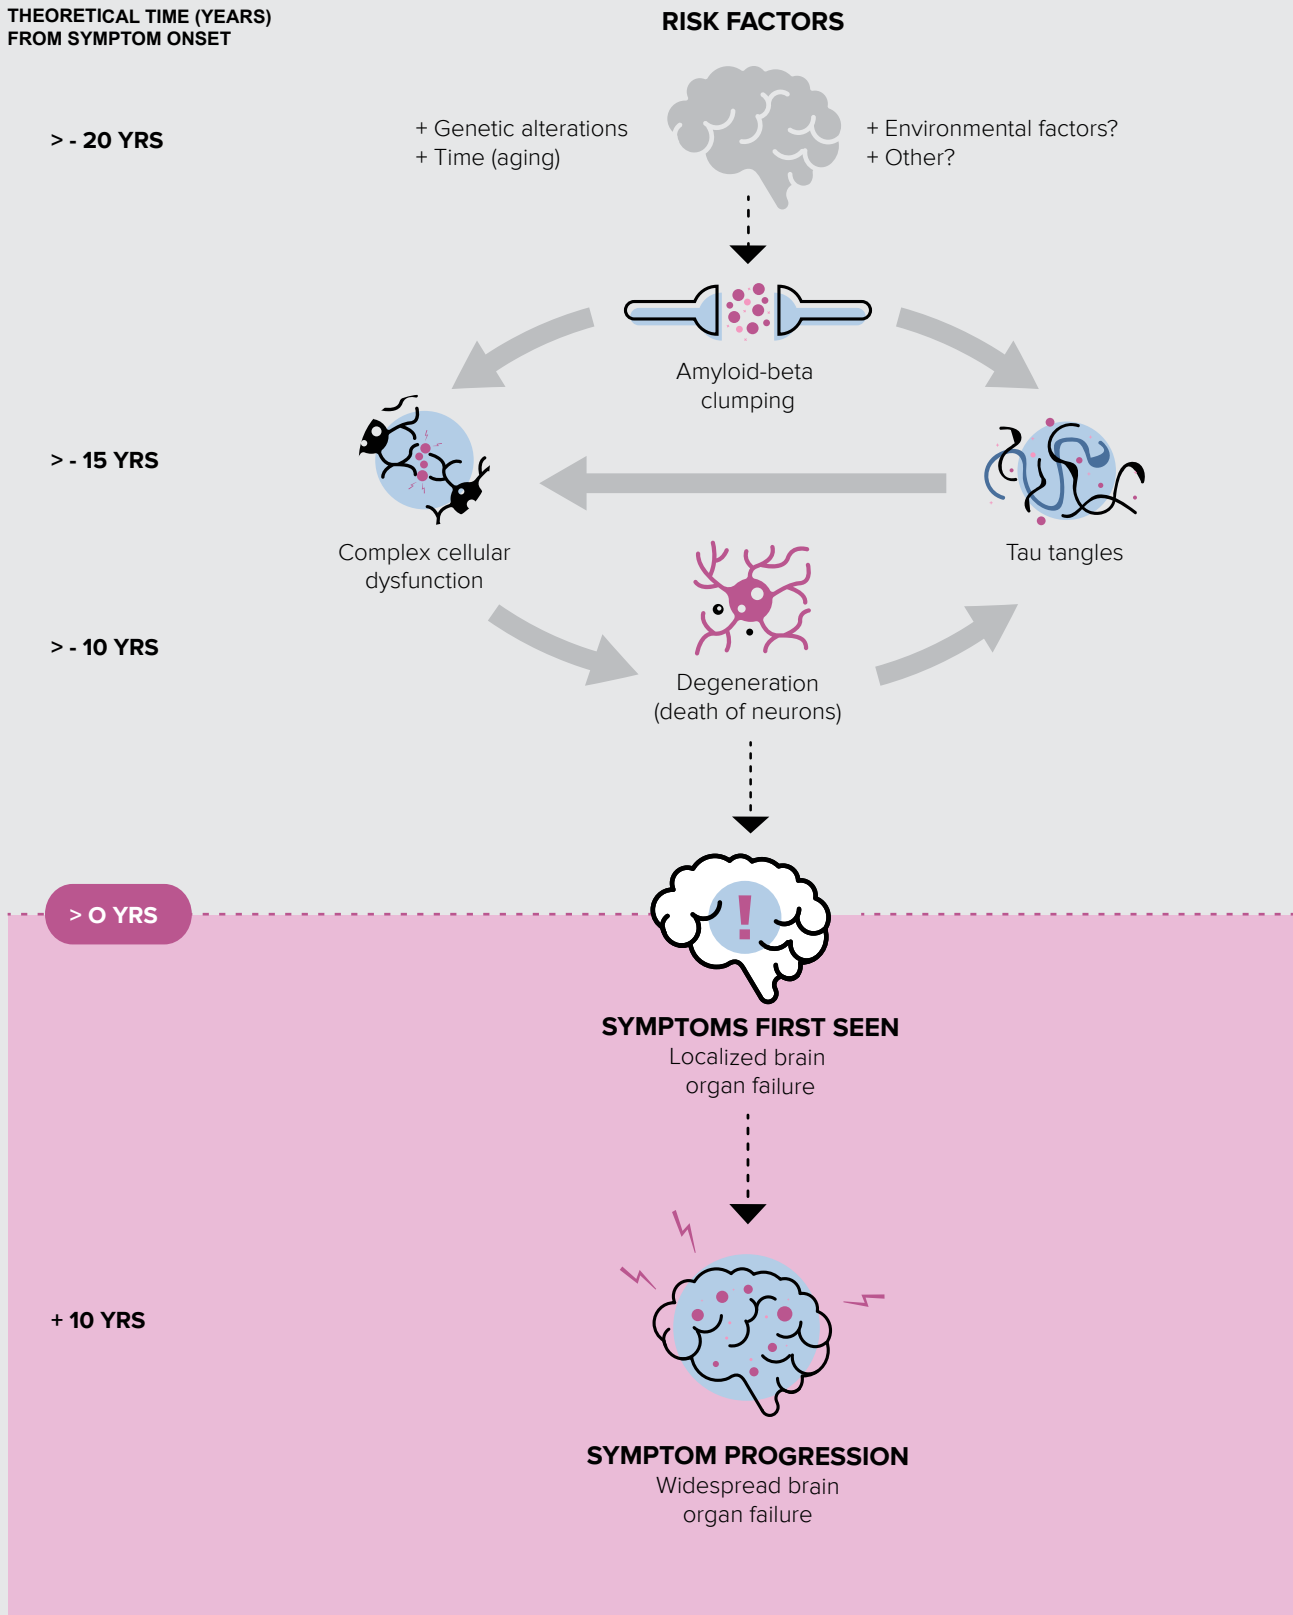 THEORETICAL TIME (YEARS)
FROM SYMPTOM ONSET
RISK FACTORS
> - 20 YRS
+ Genetic alterations
+ Time (aging)
+ Environmental factors?
+ Other?
Amyloid-beta
clumping
> - 15 YRS
Complex cellular
dysfunction
Tau tangles
> - 10 YRS
Degeneration
(death of neurons)
> O YRS
!
SYMPTOMS FIRST SEEN
Localized brain
organ failure
+ 10 YRS
SYMPTOM PROGRESSION
Widespread brain
organ failure